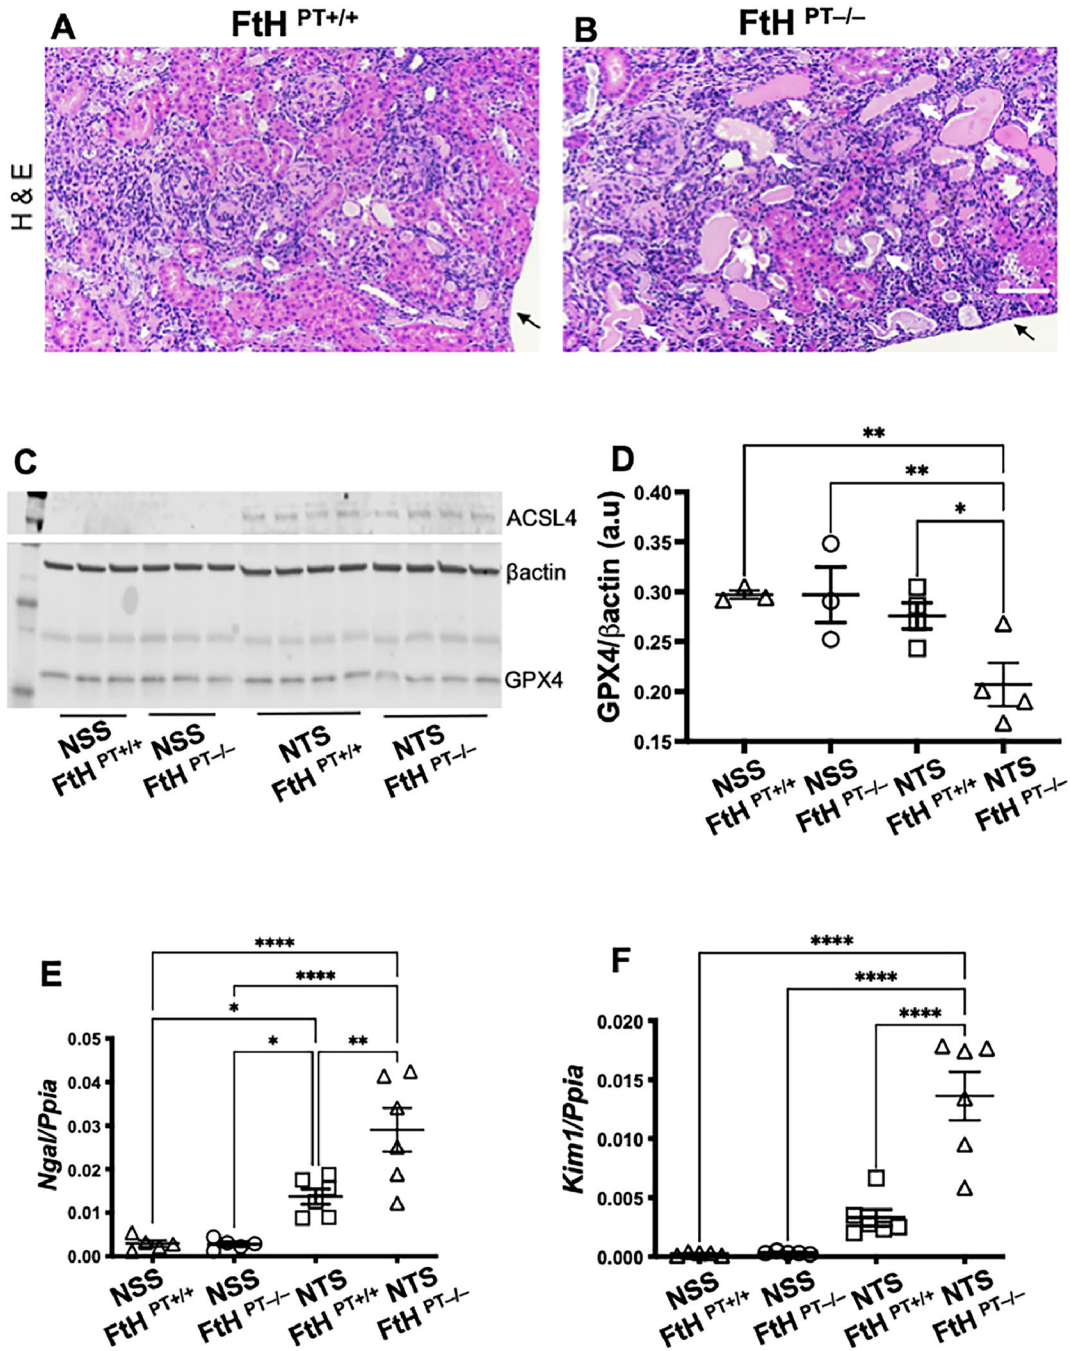 A FtH PT+/+
B FtH PT–/–
H & E
C
ACSL4
βactin
GPX4
NSS NSS NTS NTS
FtH PT+/+ FtH PT–/– FtH PT+/+ FtH PT–/–
D
** 
**
*
GPX4/βactin (a.u)
0.40
0.35
0.30
0.25
0.20
0.15
NSS NSS NTS NTS
FtH PT+/+ FtH PT–/– FtH PT+/+ FtH PT–/–
E
****
****
*
* **
Ngal/Ppia
0.05
0.04
0.03
0.02
0.01
0.00
NSS NSS NTS NTS
FtH PT+/+ FtH PT–/– FtH PT+/+ FtH PT–/–
F
****
****
****
Kim1/Ppia
0.020
0.015
0.010
0.005
0.000
NSS NSS NTS NTS
FtH PT+/+ FtH PT–/– FtH PT+/+ FtH PT–/–